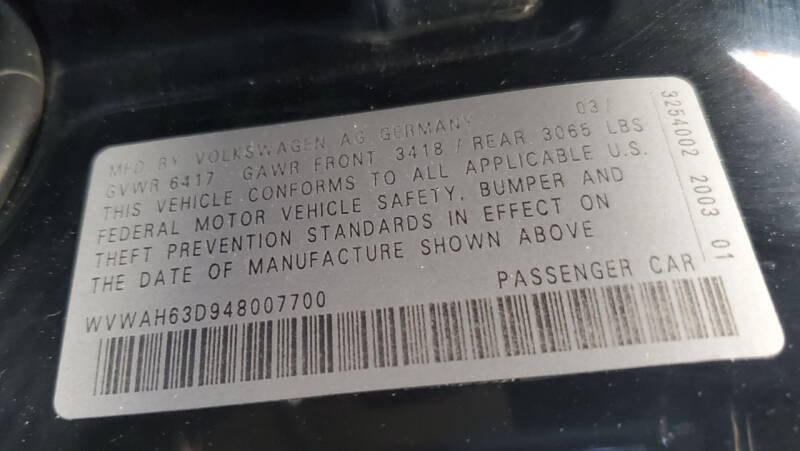 MFD BY VOLKSWAGEN AG GERMANY 03/
GVWR 6417 GAWR FRONT 3418 / REAR 3065 LBS
THIS VEHICLE CONFORMS TO ALL APPLICABLE U.S.
FEDERAL MOTOR VEHICLE SAFETY, BUMPER AND
THEFT PREVENTION STANDARDS IN EFFECT ON
THE DATE OF MANUFACTURE SHOWN ABOVE
PASSENGER CAR
WVWAH63D948007700
3254002 2003 01